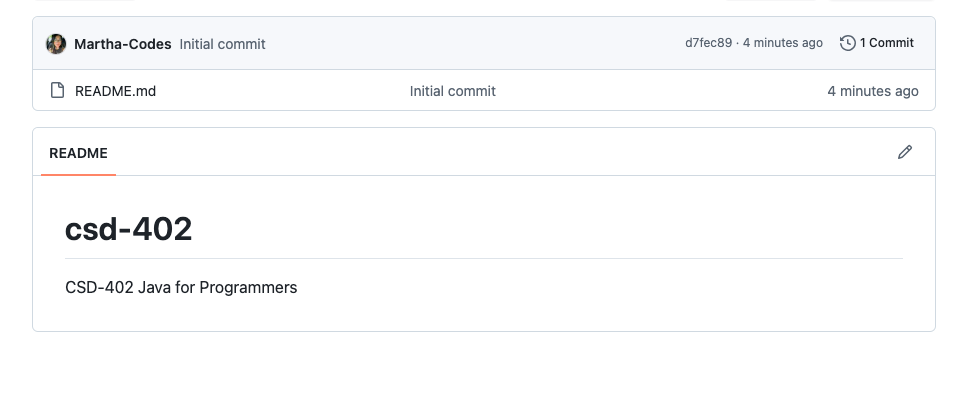 Martha-Codes Initial commit d7fec89 · 4 minutes ago 1 Commit
README.md Initial commit 4 minutes ago
README
csd-402
CSD-402 Java for Programmers